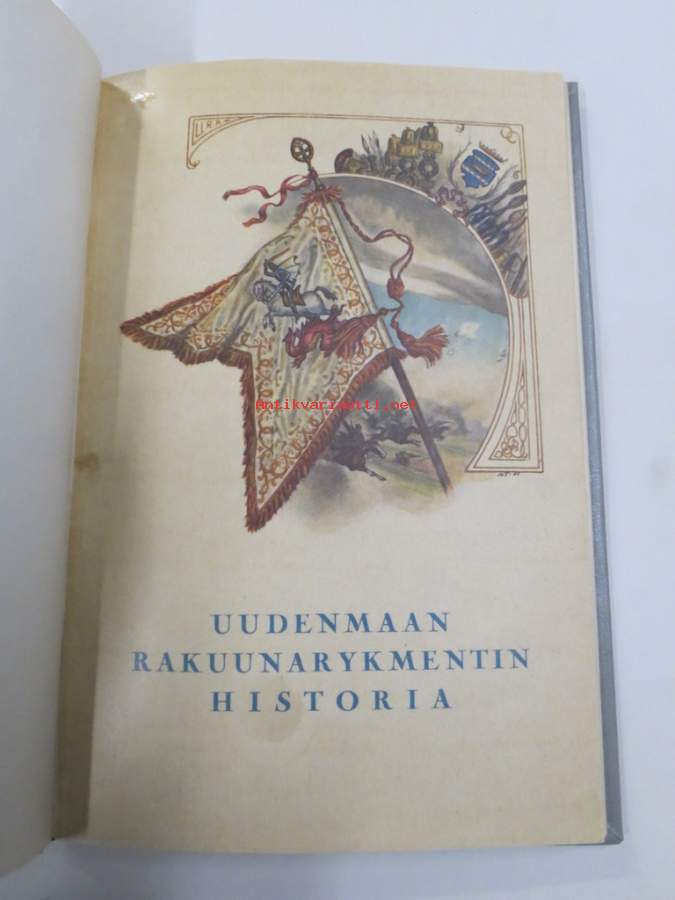 Antikvariaatti.net
UUDENMAAN
RAKUUNARYKMENTIN
HISTORIA